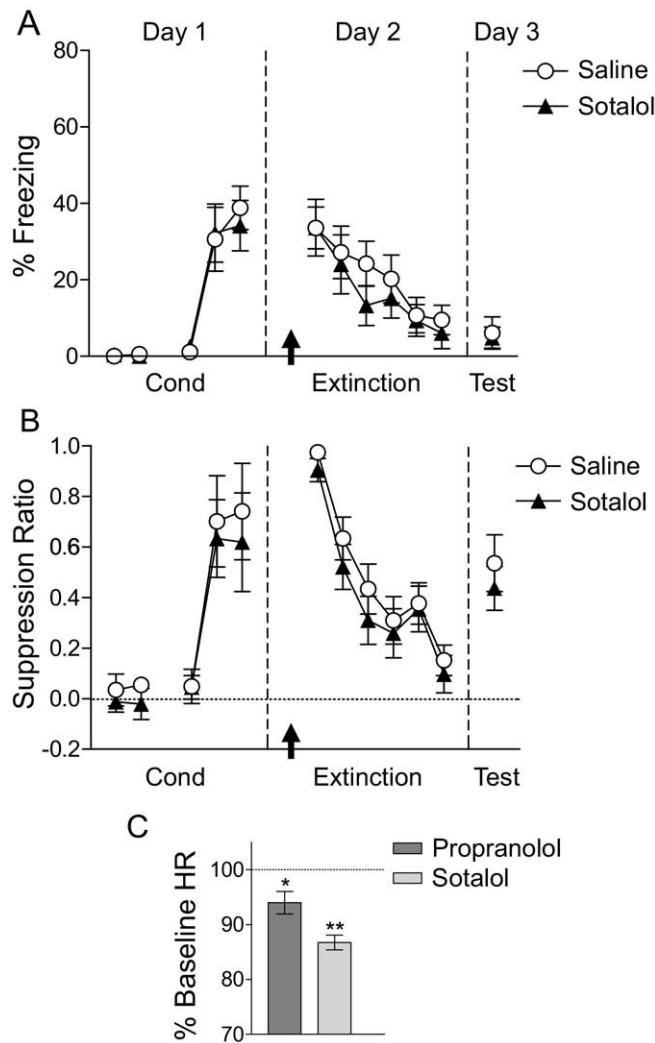 A
Day 1 Day 2 Day 3
Saline
Sotalol
% Freezing
80
60
40
20
0
Cond Extinction Test
B
Saline
Sotalol
Suppression Ratio
1.0
0.8
0.6
0.4
0.2
0.0
-0.2
Cond Extinction Test
C
Propranolol
Sotalol
% Baseline HR
100
90
80
70
*
**